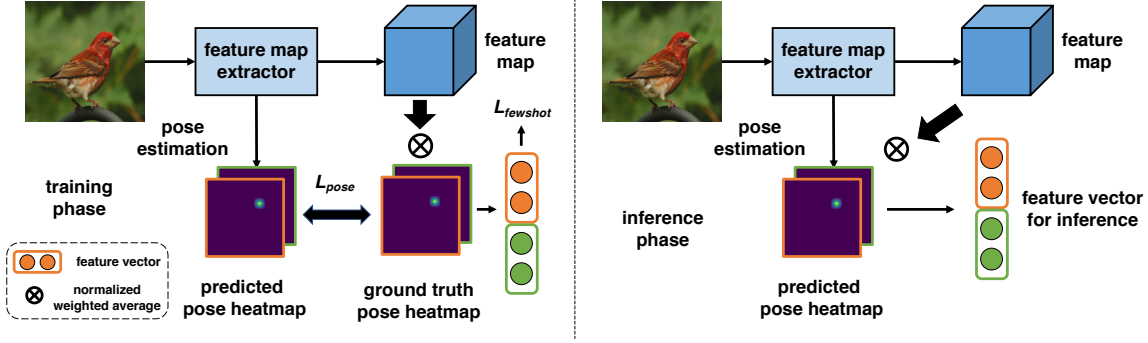 feature map
extractor
feature
map
L_fewshot
pose
estimation
training
phase
L_pose
feature vector
normalized
weighted average
predicted
pose heatmap
ground truth
pose heatmap
feature map
extractor
feature
map
pose
estimation
inference
phase
feature vector
for inference
predicted
pose heatmap